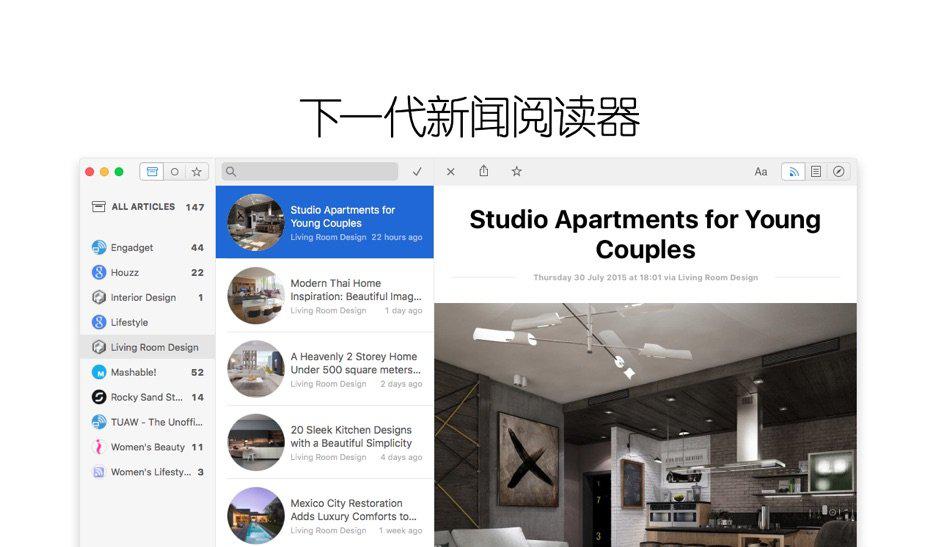 下一代新闻阅读器
Aa
ALL ARTICLES 147
Engadget 44
Houzz 22
Interior Design 1
Lifestyle
Living Room Design
Mashable! 52
Rocky Sand St... 14
TUAW - The Unoffi...
Women's Beauty 11
Women's Lifesty... 3
Studio Apartments for
Young Couples
Living Room Design 22 hours ago
Modern Thai Home
Inspiration: Beautiful Imag...
Living Room Design 1 day ago
A Heavenly 2 Storey Home
Under 500 square meters...
Living Room Design 2 days ago
20 Sleek Kitchen Designs
with a Beautiful Simplicity
Living Room Design 4 days ago
Mexico City Restoration
Adds Luxury Comforts to...
Living Room Design 1 week ago
Studio Apartments for Young
Couples
Thursday 30 July 2015 at 18:01 via Living Room Design